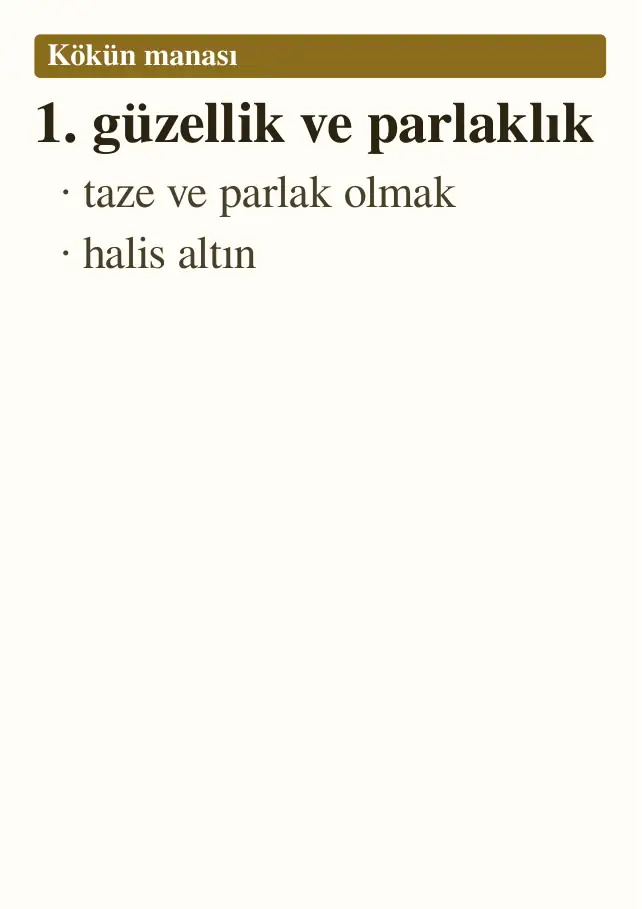 Kökün manası
1. güzellik ve parlaklık
· taze ve parlak olmak
· halis altın